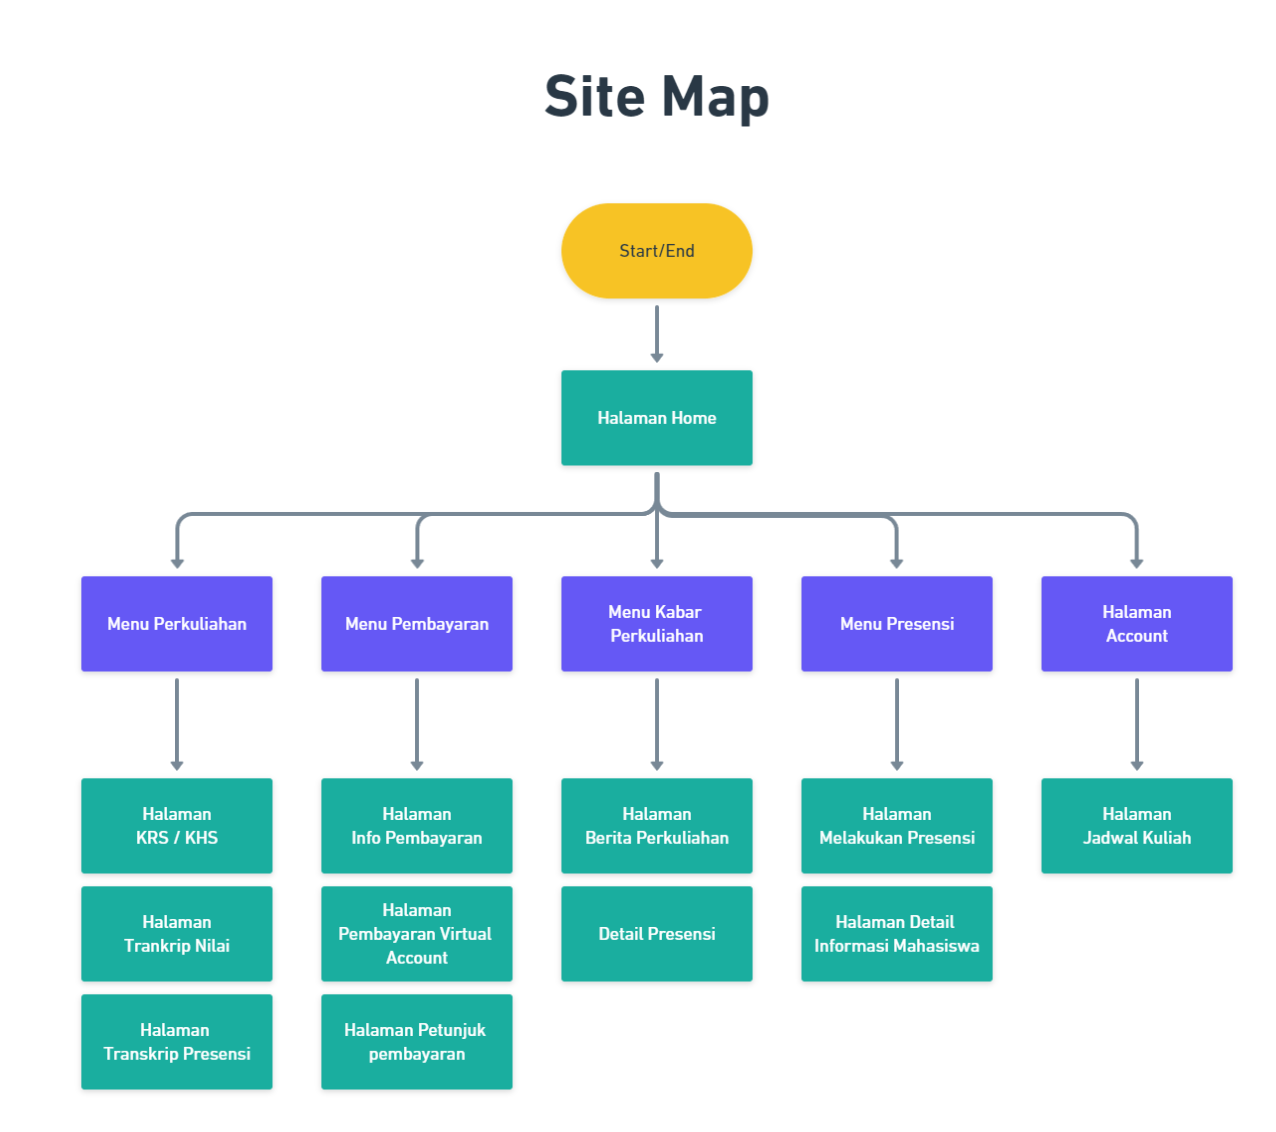 Site Map
Start/End
Halaman Home
Menu Perkuliahan
Menu Pembayaran
Menu Kabar
Perkuliahan
Menu Presensi
Halaman
Account
Halaman
KRS / KHS
Halaman
Trankrip Nilai
Halaman
Transkrip Presensi
Halaman
Info Pembayaran
Halaman
Pembayaran Virtual
Account
Halaman Petunjuk
pembayaran
Halaman
Berita Perkuliahan
Detail Presensi
Halaman
Melakukan Presensi
Halaman Detail
Informasi Mahasiswa
Halaman
Jadwal Kuliah